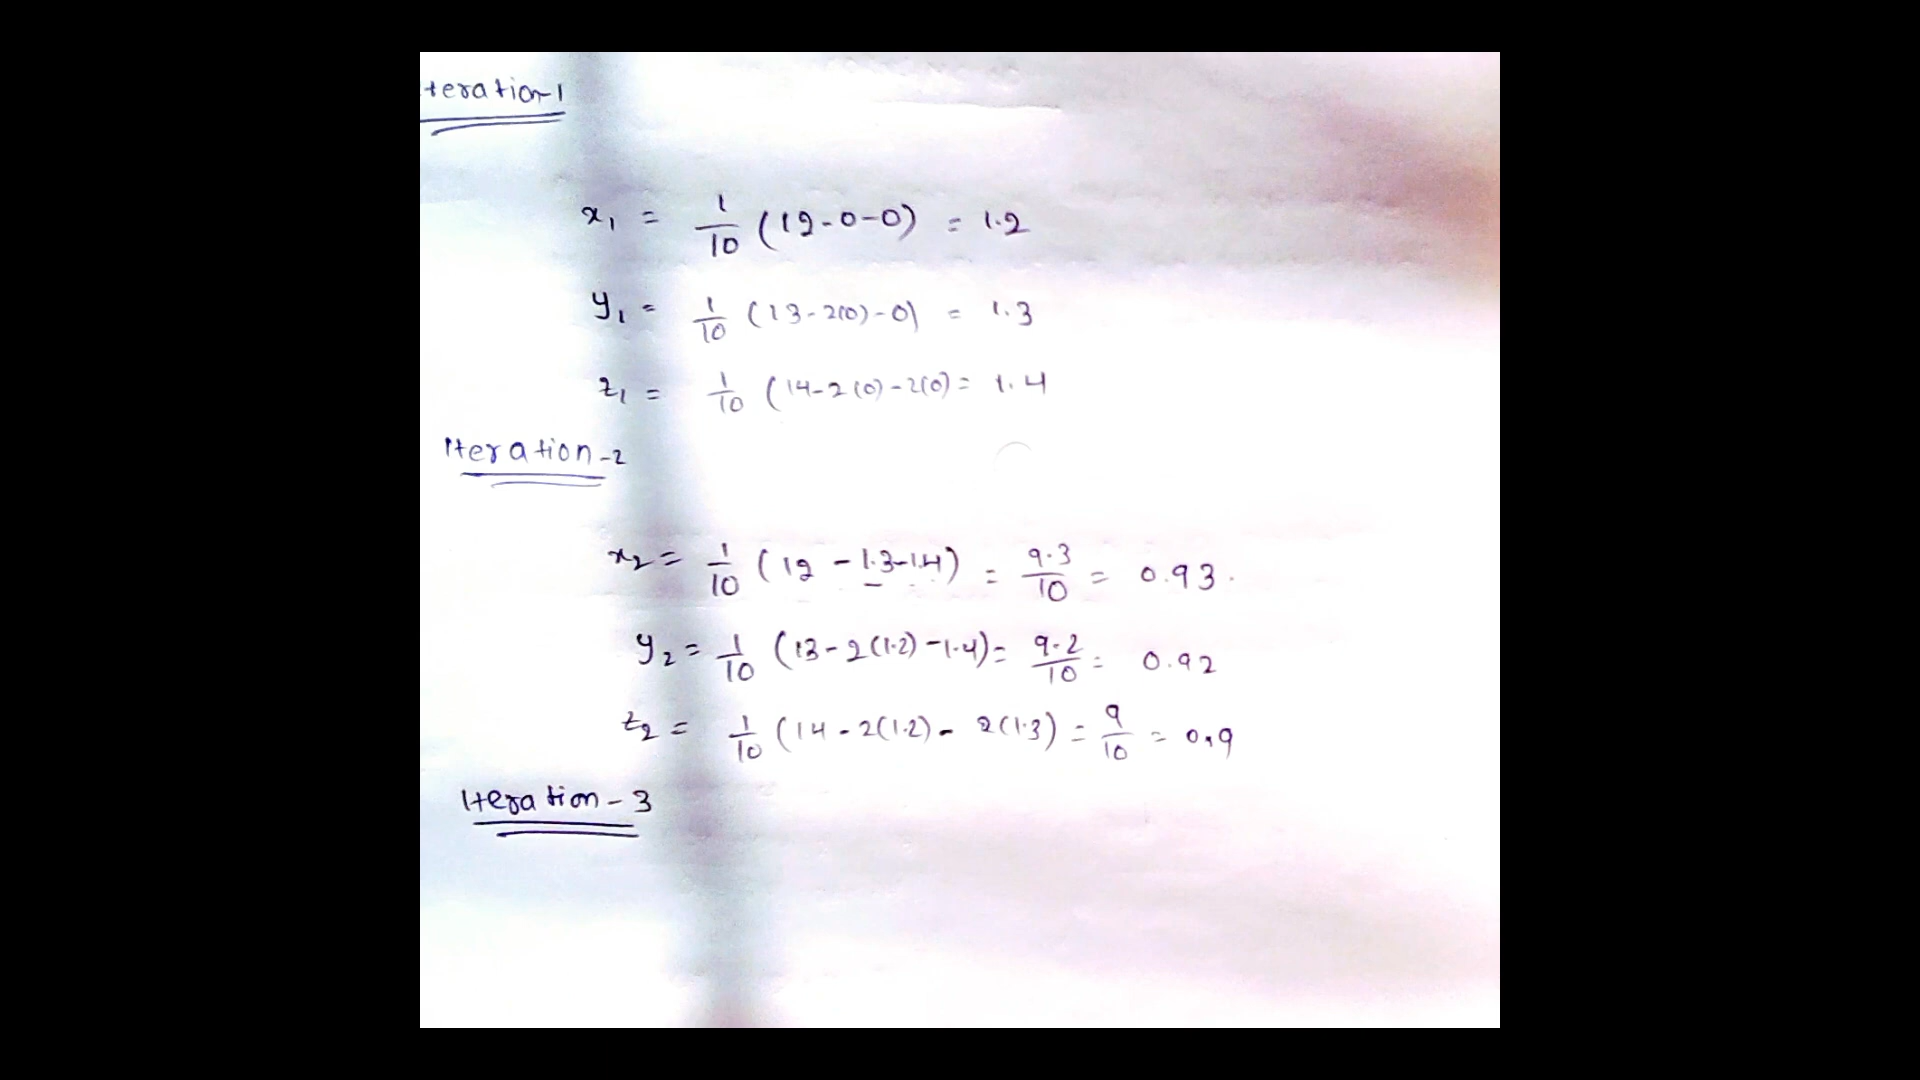 teration-1
x₁ = 1/10 (12-0-0) = 1.2
y₁ = 1/10 (13-2(0)-0) = 1.3
z₁ = 1/10 (14-2(0)-2(0) = 1.4
Iteration-2
x₂ = 1/10 (12 - 1.3-1.4) = 9.3/10 = 0.93.
y₂ = 1/10 (13-2(1.2)-1.4) = 9.2/10 = 0.92
z₂ = 1/10 (14-2(1.2)- 2(1.3) = 9/10 = 0.9
Iteration-3